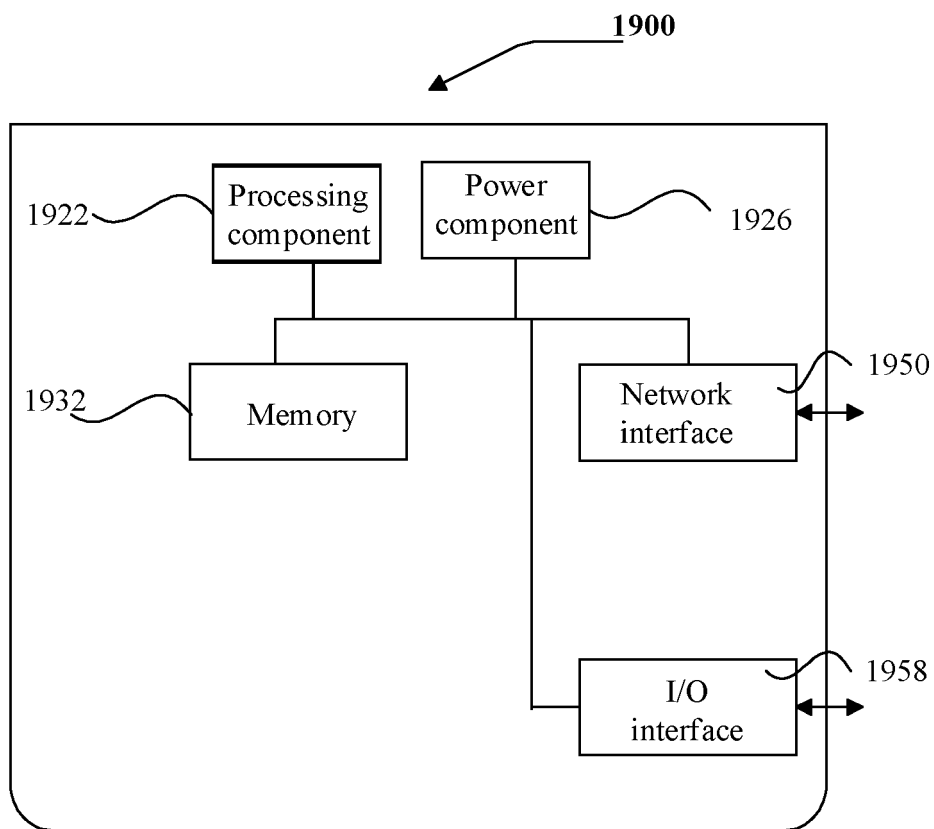 1900
Processing
component
Power
component
1922
1926
Memory
1932
Network
interface
1950
I/O
interface
1958